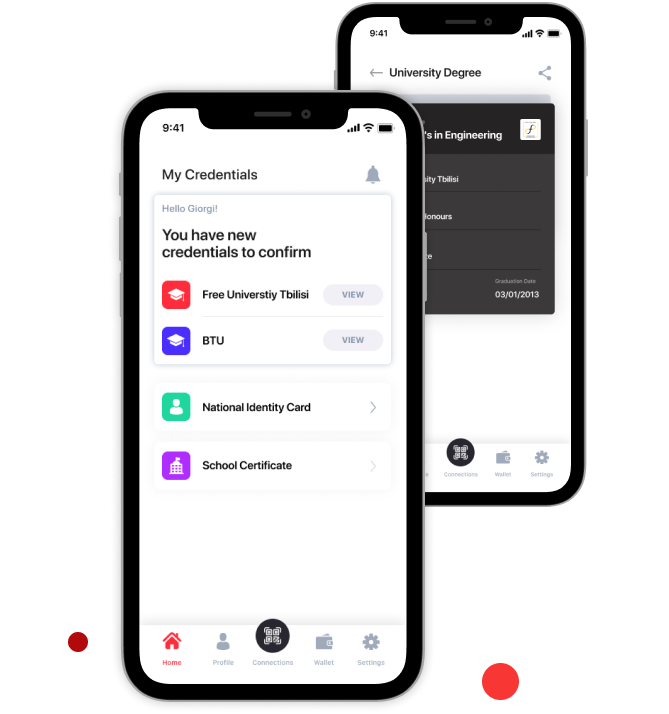 9:41
My Credentials
Hello Giorgi!
You have new
credentials to confirm
Free Universtiy Tbilisi
VIEW
BTU
VIEW
National Identity Card
School Certificate
Home
Profile
Connections
Wallet
Settings
9:41
University Degree
's in Engineering
sity Tbilisi
Honours
Graduation Date
03/01/2013
Connections
Wallet
Settings